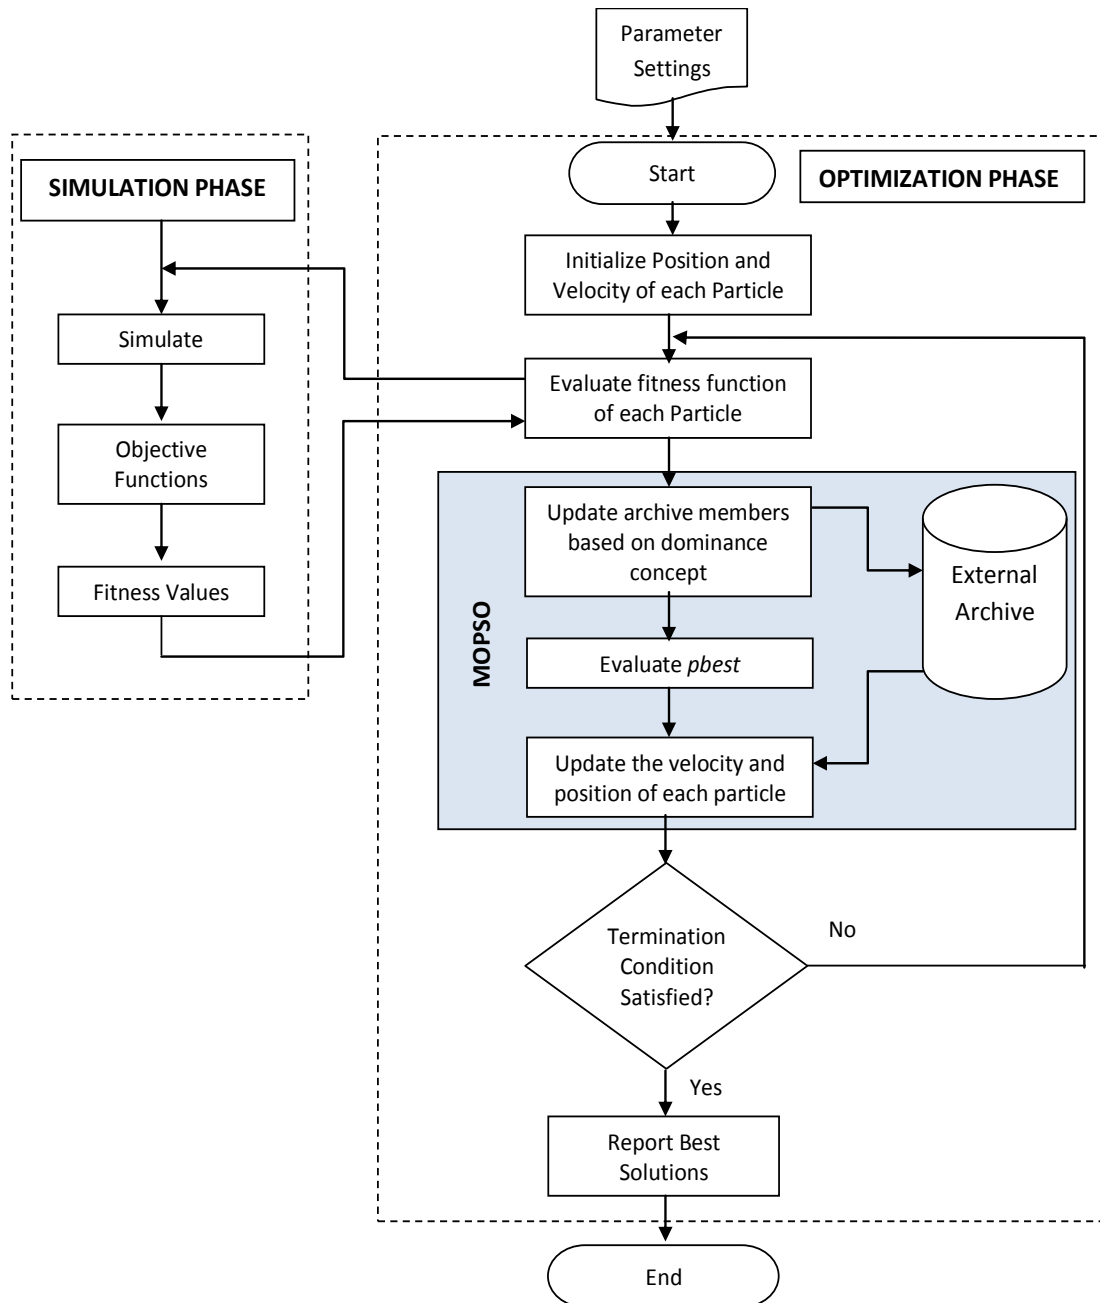 Parameter
Settings
SIMULATION PHASE
Start
OPTIMIZATION PHASE
Initialize Position and
Velocity of each Particle
Simulate
Evaluate fitness function
of each Particle
Objective
Functions
Fitness Values
MOPSO
Update archive members
based on dominance
concept
External
Archive
Evaluate pbest
Update the velocity and
position of each particle
Termination
Condition
Satisfied?
No
Yes
Report Best
Solutions
End